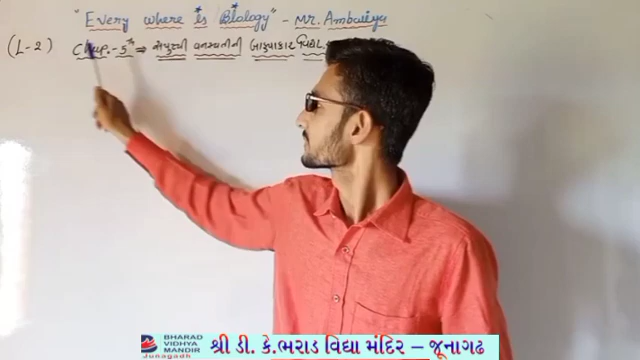 "Every where is Biology" - Mr. Ambaliya
(L-2) Chap.-5th ⇒ સપુષ્પી વનસ્પતિની બાહ્યાકાર વિદ્યા
BHARAD
VIDHYA
MANDIR
Junagadh
શ્રી ડી. કે.ભરાડ વિદ્યા મંદિર – જૂનાગઢ